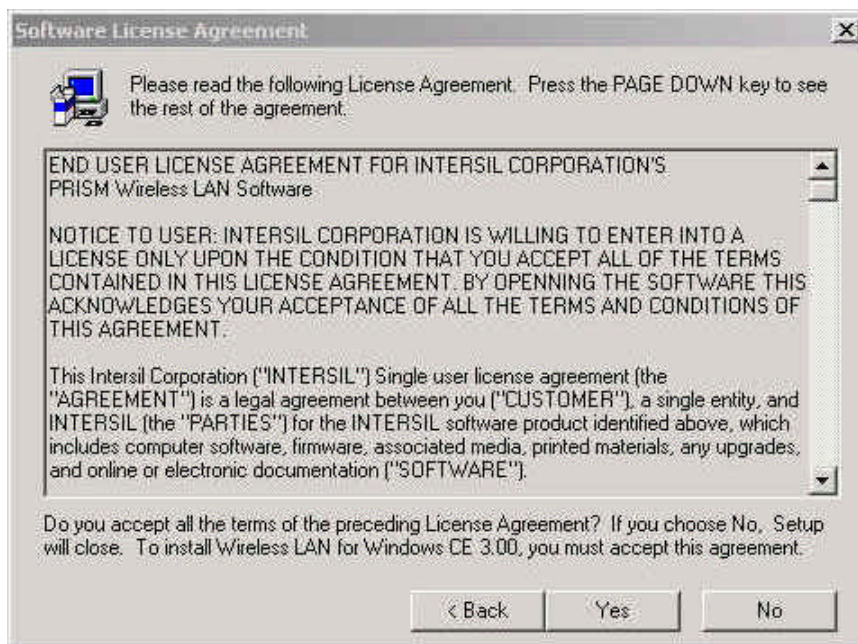 Software License Agreement
Please read the following License Agreement. Press the PAGE DOWN key to see
the rest of the agreement.
END USER LICENSE AGREEMENT FOR INTERSIL CORPORATION'S
PRISM Wireless LAN Software
NOTICE TO USER: INTERSIL CORPORATION IS WILLING TO ENTER INTO A
LICENSE ONLY UPON THE CONDITION THAT YOU ACCEPT ALL OF THE TERMS
CONTAINED IN THIS LICENSE AGREEMENT. BY OPENNING THE SOFTWARE THIS
ACKNOWLEDGES YOUR ACCEPTANCE OF ALL THE TERMS AND CONDITIONS OF
THIS AGREEMENT.
This Intersil Corporation ("INTERSIL") Single user license agreement (the
"AGREEMENT") is a legal agreement between you ("CUSTOMER"), a single entity, and
INTERSIL (the "PARTIES") for the INTERSIL software product identified above, which
includes computer software, firmware, associated media, printed materials, any upgrades,
and online or electronic documentation ("SOFTWARE").
Do you accept all the terms of the preceding License Agreement? If you choose No, Setup
will close. To install Wireless LAN for Windows CE 3.00, you must accept this agreement.
< Back
Yes
No